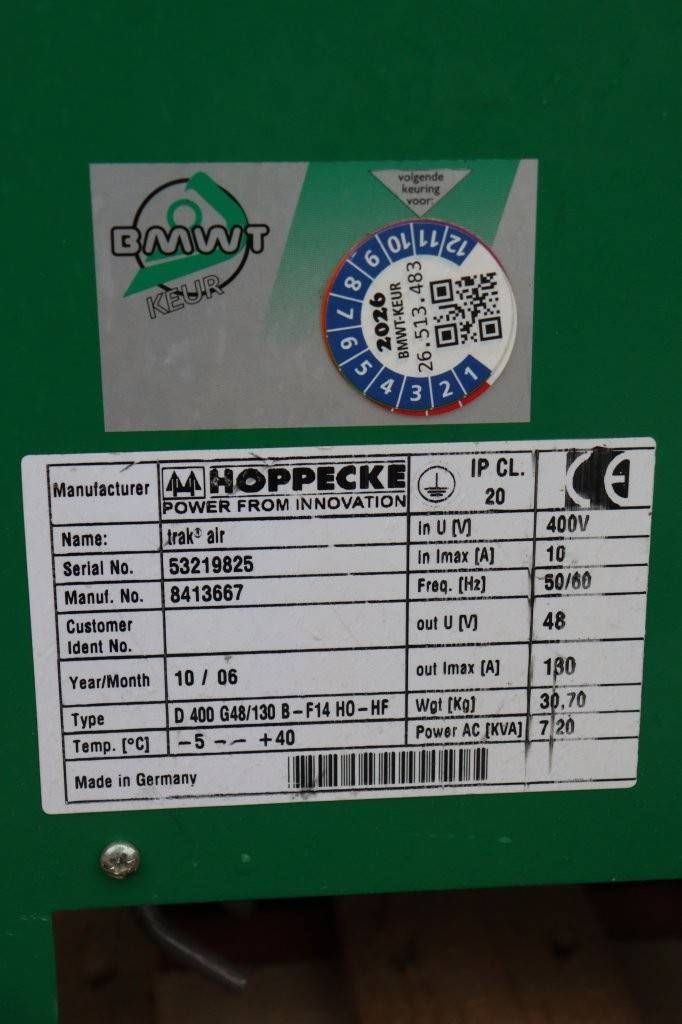 BMWT
KEUR
volgende
keuring
voor:
1 2 3 4 5 6 7 8 9 10 11 12
2026
BMWT-KEUR
26.513.483
Manufacturer HOPPECKE
POWER FROM INNOVATION
IP CL.
20
CE
Name: trak® air In U [V] 400V
Serial No. 53219825 In Imax [A] 10
Manuf. No. 8413667 Freq. [Hz] 50/60
Customer
Ident No. out U [V] 48
Year/Month 10 / 06 out Imax [A] 130
Type D 400 G48/130 B-F14 HO-HF Wgt [Kg] 30,70
Temp. [°C] -5 -- +40 Power AC [KVA] 7,20
Made in Germany